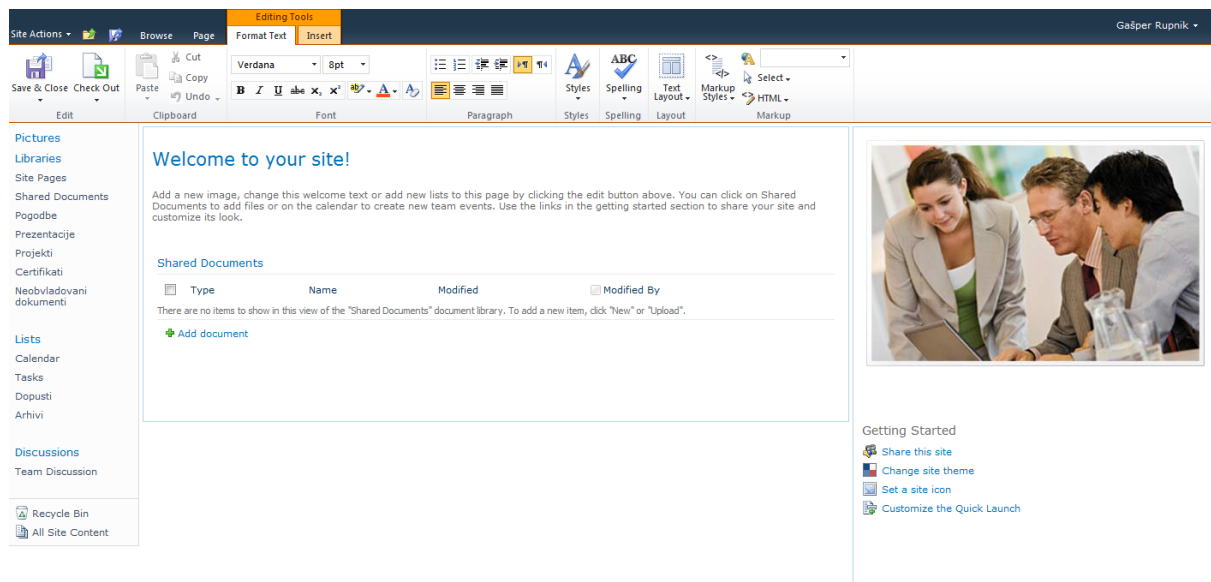 Editing Tools
Gašper Rupnik
Site Actions
Browse
Page
Format Text
Insert
Save & Close
Check Out
Paste
Cut
Copy
Undo
Verdana
8pt
B I U abc x₂ x²
ab
A
Styles
ABC
Spelling
Text
Layout
Markup
Styles
Select
HTML
Edit
Clipboard
Font
Paragraph
Styles
Spelling
Layout
Markup
Pictures
Libraries
Site Pages
Shared Documents
Pogodbe
Prezentacije
Projekti
Certifikati
Neobvladovani
dokumenti
Lists
Calendar
Tasks
Dopusti
Arhivi
Discussions
Team Discussion
Recycle Bin
All Site Content
Welcome to your site!
Add a new image, change this welcome text or add new lists to this page by clicking the edit button above. You can click on Shared
Documents to add files or on the calendar to create new team events. Use the links in the getting started section to share your site and
customize its look.
Shared Documents
Type Name Modified Modified By
There are no items to show in this view of the "Shared Documents" document library. To add a new item, click "New" or "Upload".
Add document
Getting Started
Share this site
Change site theme
Set a site icon
Customize the Quick Launch